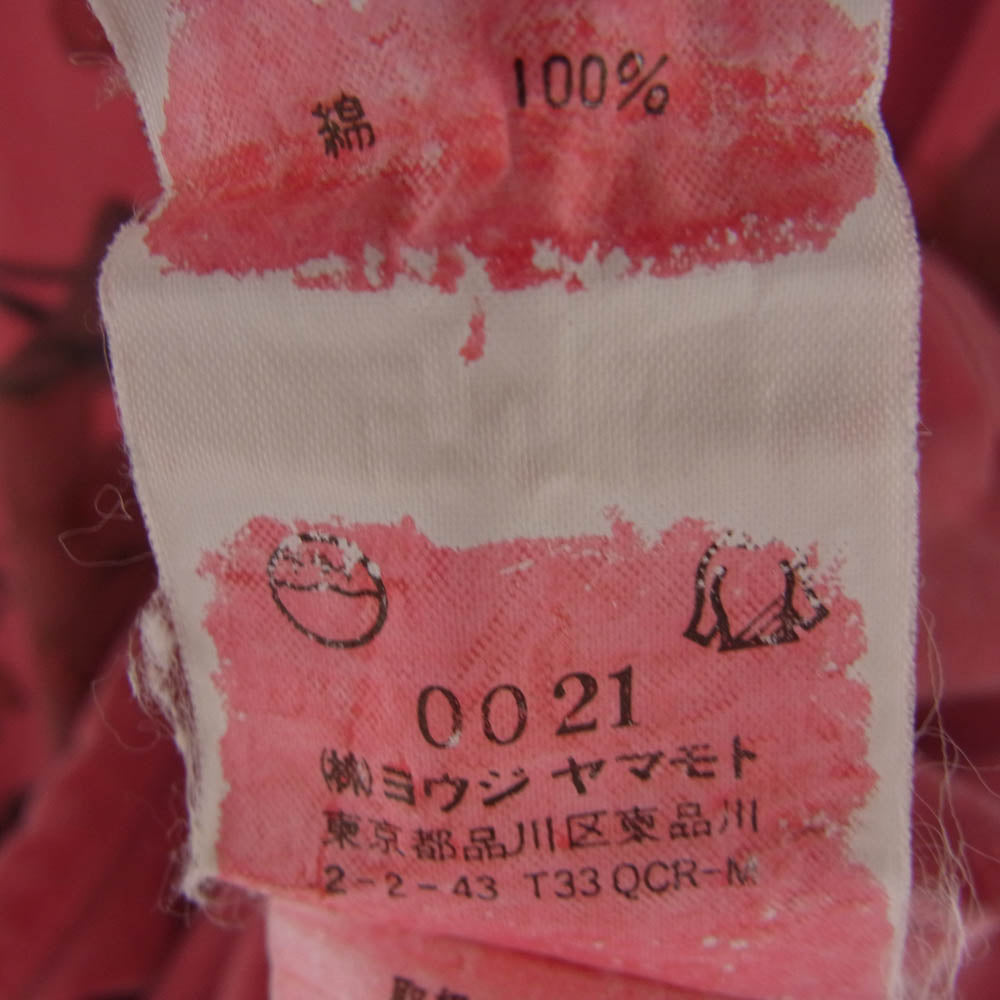 綿 100%
0021
(株)ヨウジ ヤマモト
東京都品川区東品川
2-2-43 T33 QCR-M
取